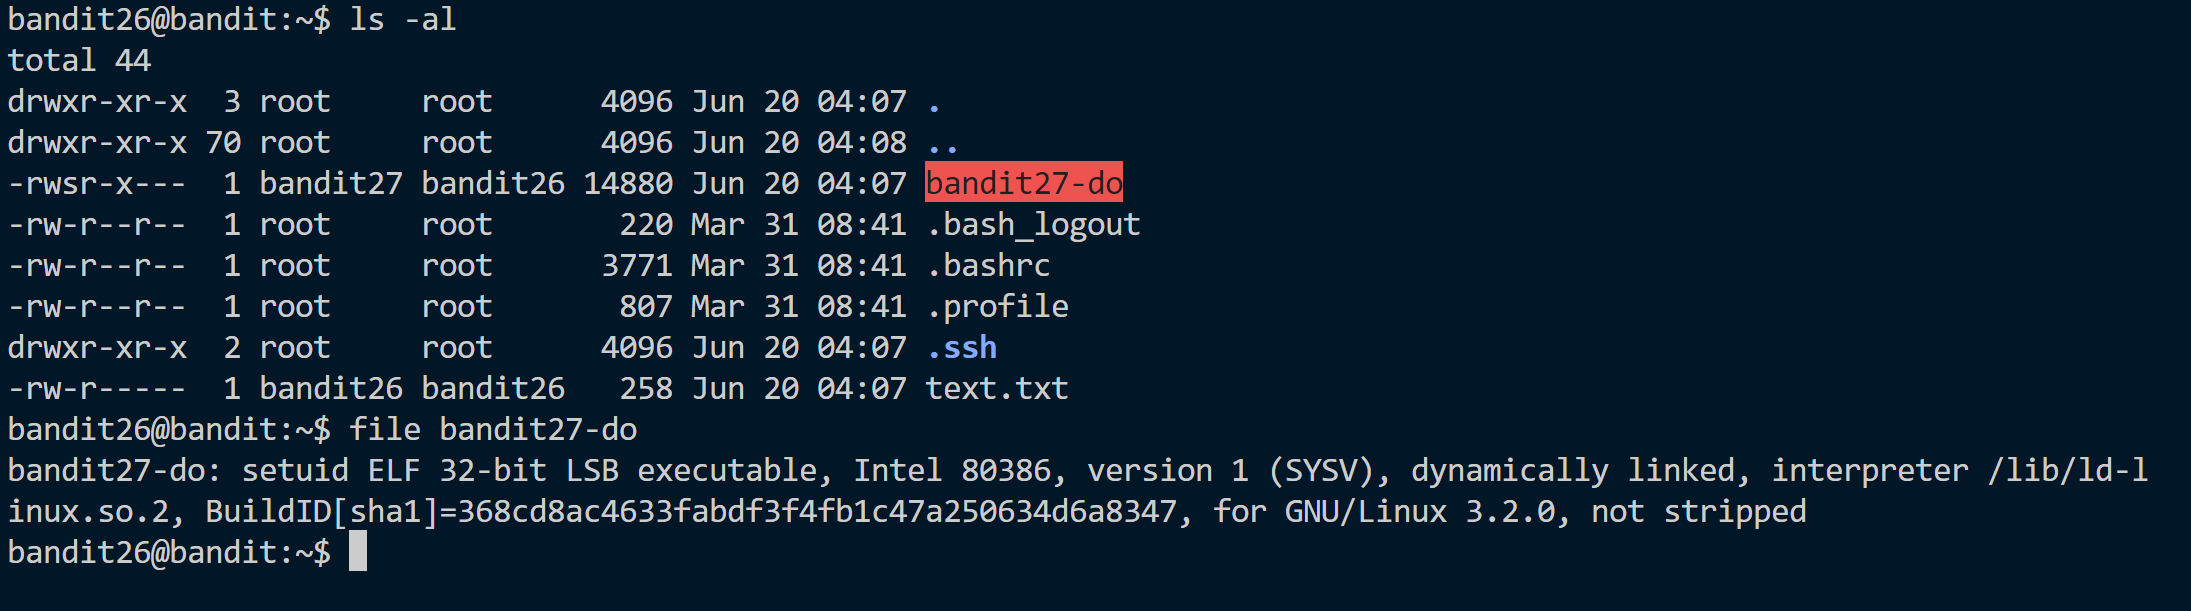 bandit26@bandit:~$ ls -al
total 44
drwxr-xr-x  3 root     root      4096 Jun 20 04:07 .
drwxr-xr-x 70 root     root      4096 Jun 20 04:08 ..
-rwsr-x---  1 bandit27 bandit26 14880 Jun 20 04:07 bandit27-do
-rw-r--r--  1 root     root       220 Mar 31 08:41 .bash_logout
-rw-r--r--  1 root     root      3771 Mar 31 08:41 .bashrc
-rw-r--r--  1 root     root       807 Mar 31 08:41 .profile
drwxr-xr-x  2 root     root      4096 Jun 20 04:07 .ssh
-rw-r-----  1 bandit26 bandit26   258 Jun 20 04:07 text.txt
bandit26@bandit:~$ file bandit27-do
bandit27-do: setuid ELF 32-bit LSB executable, Intel 80386, version 1 (SYSV), dynamically linked, interpreter /lib/ld-l
inux.so.2, BuildID[sha1]=368cd8ac4633fabdf3f4fb1c47a250634d6a8347, for GNU/Linux 3.2.0, not stripped
bandit26@bandit:~$